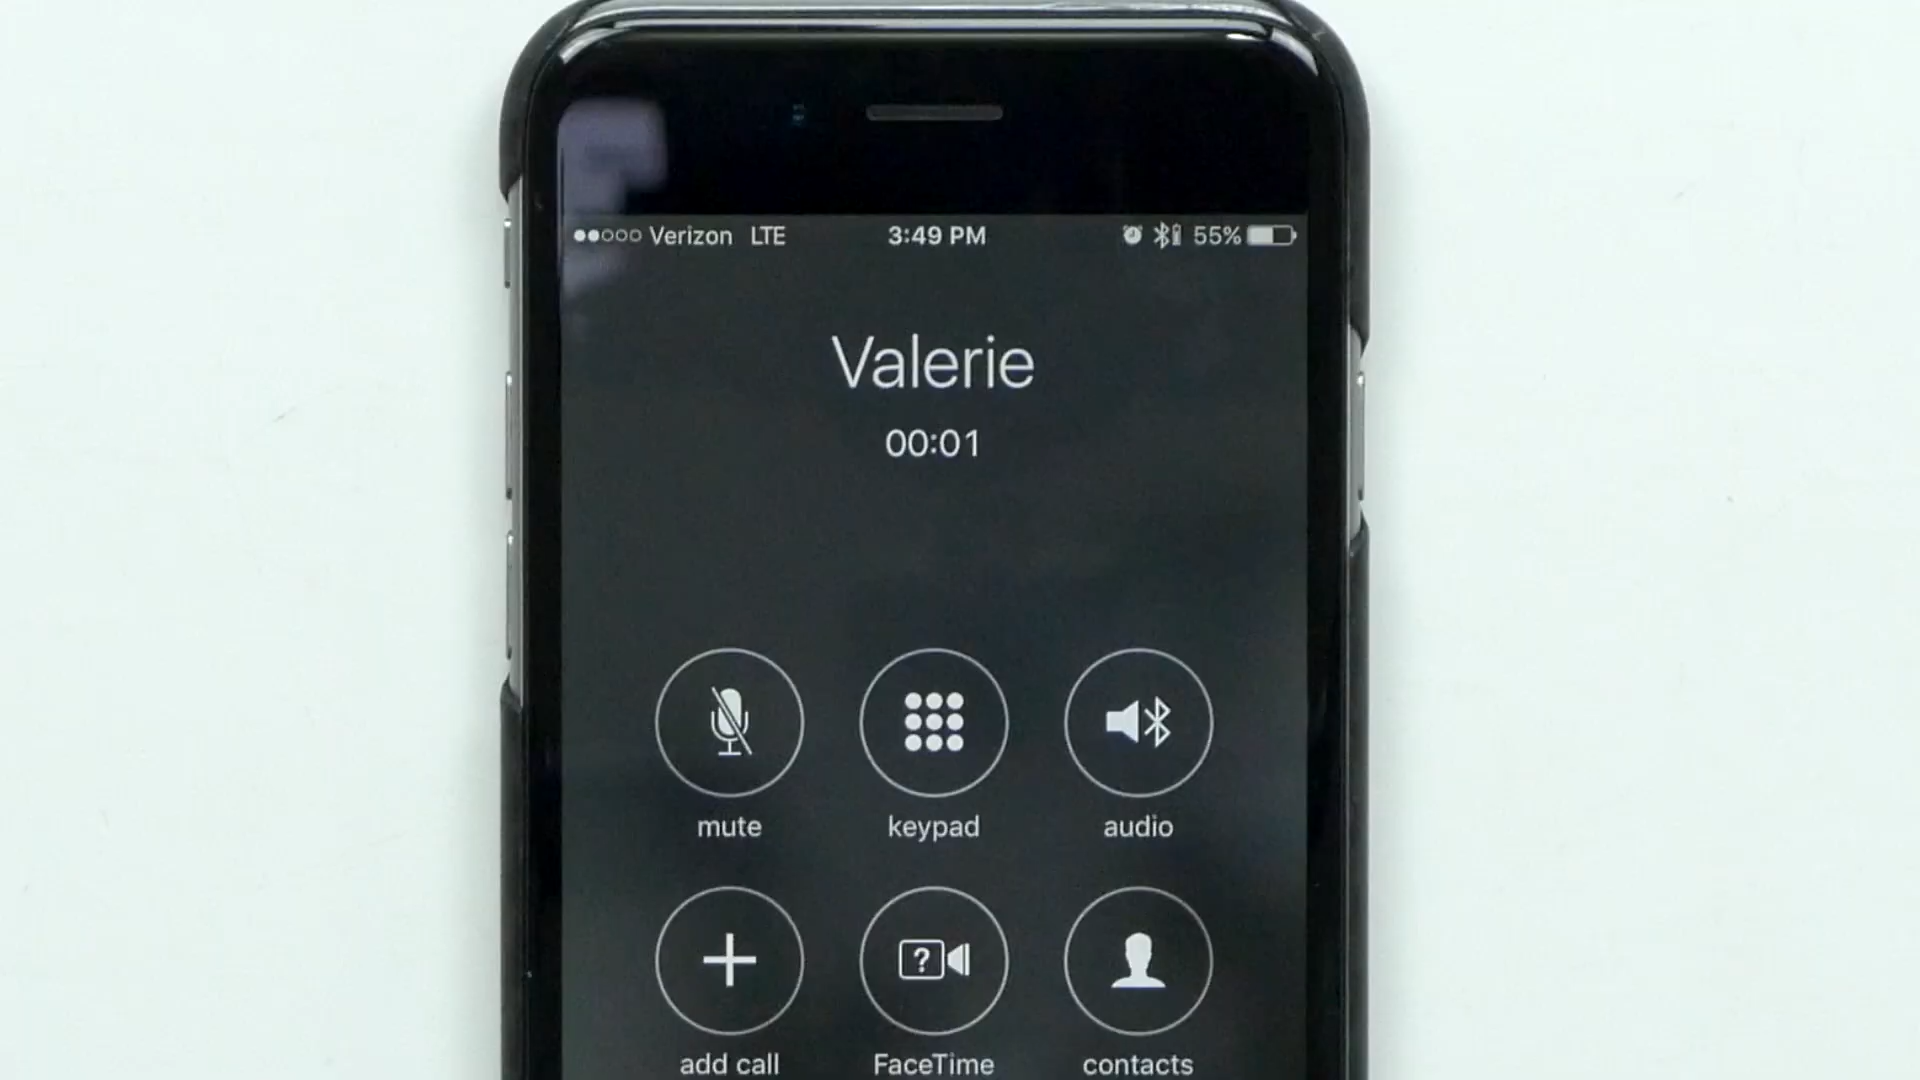 Verizon LTE 3:49 PM 55%
Valerie
00:01
mute keypad audio
add call FaceTime contacts